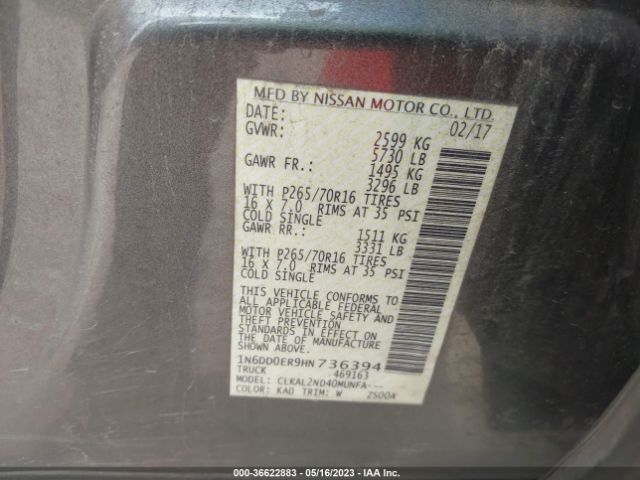 MFD BY NISSAN MOTOR CO., LTD.
DATE: 02/17
GVWR: 2599 KG
5730 LB
GAWR FR.: 1495 KG
3296 LB
WITH P265/70R16 TIRES
16 X 7.0 RIMS AT 35 PSI
COLD SINGLE
GAWR RR.: 1511 KG
3331 LB
WITH P265/70R16 TIRES
16 X 7.0 RIMS AT 35 PSI
COLD SINGLE
THIS VEHICLE CONFORMS TO
ALL APPLICABLE FEDERAL
MOTOR VEHICLE SAFETY AND
THEFT PREVENTION
STANDARDS IN EFFECT ON
THE DATE OF MANUFACTURE
SHOWN ABOVE.
1N6DD0ER9HN736394
TRUCK 469163
MODEL: CLKAL2N040MUNFA----
COLOR: KAD TRIM: W ZS00A
000-36622883 - 05/16/2023 - IAA Inc.